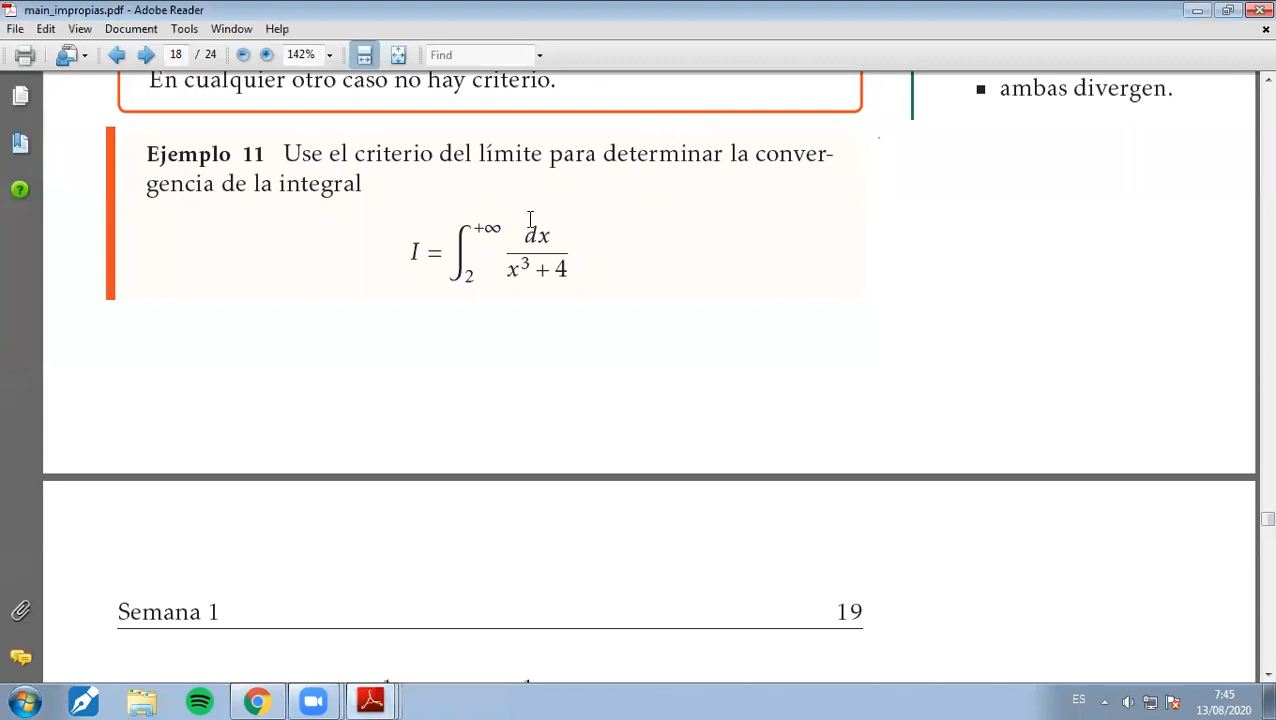 main_impropias.pdf - Adobe Reader
File Edit View Document Tools Window Help
18 / 24 142% Find
En cualquier otro caso no hay criterio.
■ ambas divergen.
Ejemplo 11 Use el criterio del límite para determinar la conver-
gencia de la integral
I = ∫₂^{+∞} dx / (x³ + 4)
Semana 1 19
ES 7:45
13/08/2020